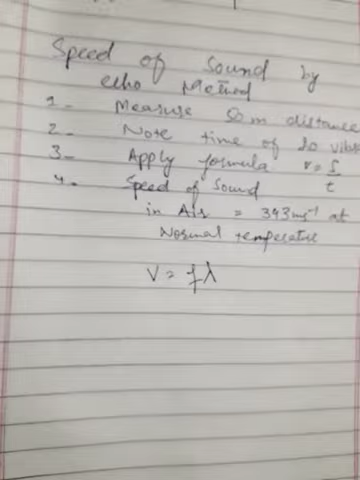 Speed of Sound by
echo Method
1- Measure 50 m distance
2- Note time of 20 vibr
3- Apply formula v = S/t
4- Speed of Sound
in Air = 343 ms⁻¹ at
Normal temperature
V = fλ